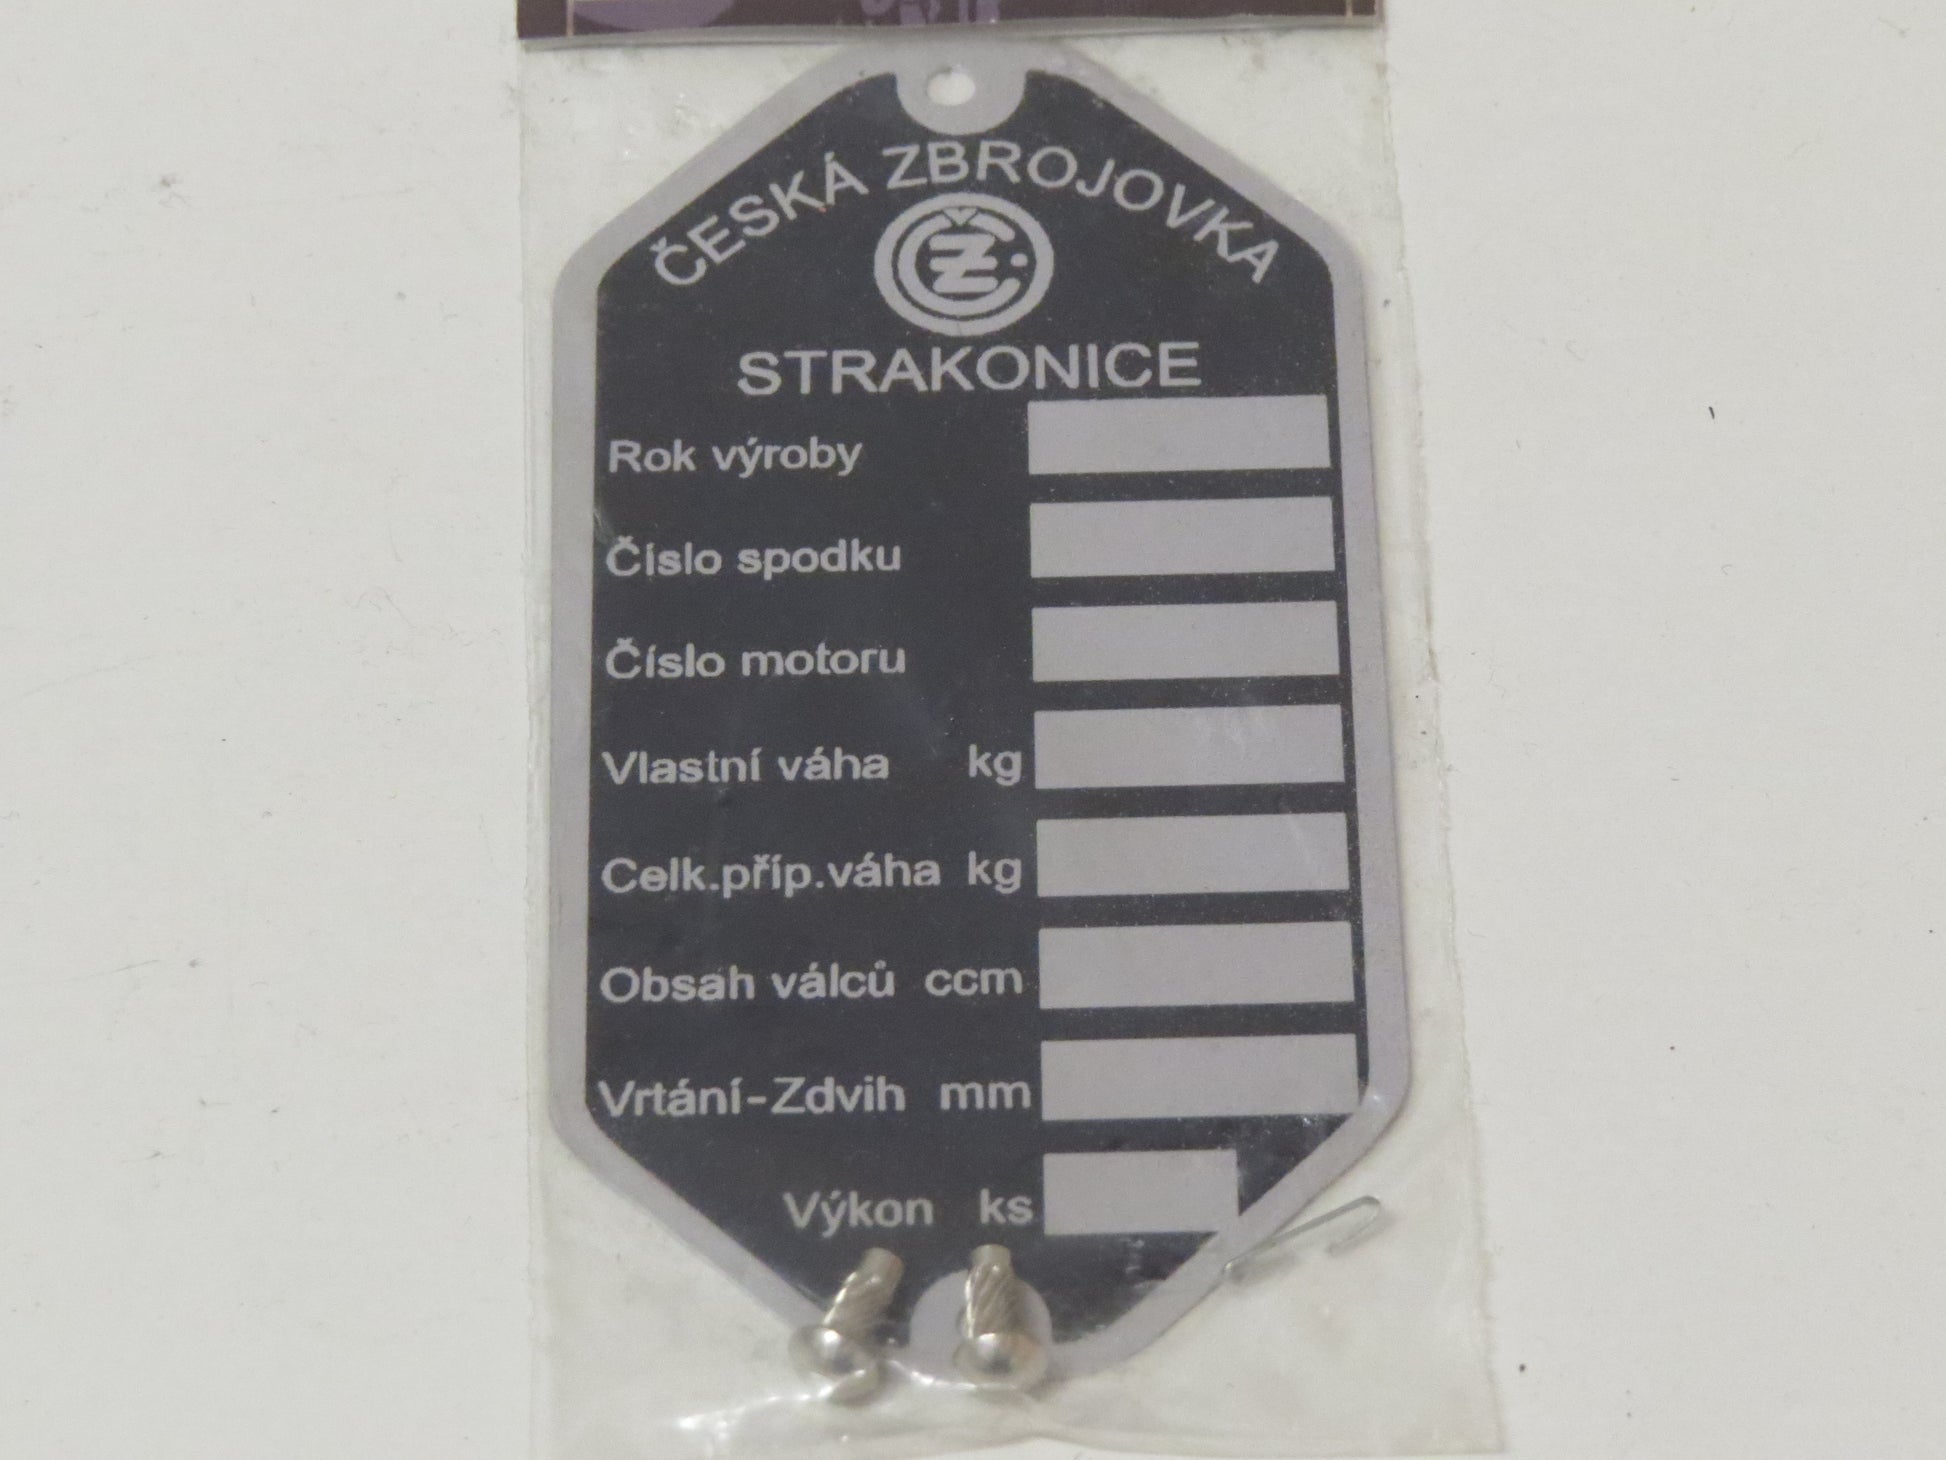 ČESKÁ ZBROJOVKA
ČZ
STRAKONICE
Rok výroby
Číslo spodku
Číslo motoru
Vlastní váha kg
Celk.příp.váha kg
Obsah válců ccm
Vrtání-Zdvih mm
Výkon ks